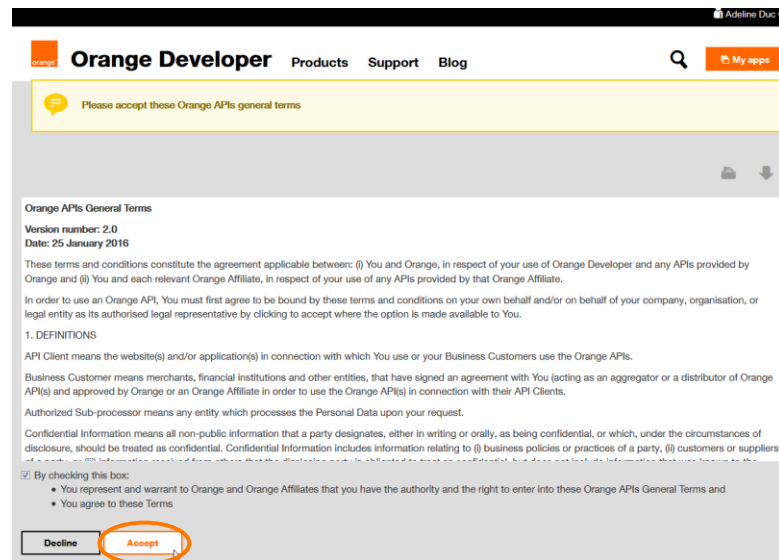 Adeline Duc
orange
Orange Developer Products Support Blog
My apps
Please accept these Orange APIs general terms
Orange APIs General Terms
Version number: 2.0
Date: 25 January 2016
These terms and conditions constitute the agreement applicable between: (i) You and Orange, in respect of your use of Orange Developer and any APIs provided by
Orange and (ii) You and each relevant Orange Affiliate, in respect of your use of any APIs provided by that Orange Affiliate.
In order to use an Orange API, You must first agree to be bound by these terms and conditions on your own behalf and/or on behalf of your company, organisation, or
legal entity as its authorised legal representative by clicking to accept where the option is made available to You.
1. DEFINITIONS
API Client means the website(s) and/or application(s) in connection with which You use or your Business Customers use the Orange APIs.
Business Customer means merchants, financial institutions and other entities, that have signed an agreement with You (acting as an aggregator or a distributor of Orange
API(s) and approved by Orange or an Orange Affiliate in order to use the Orange API(s) in connection with their API Clients.
Authorized Sub-processor means any entity which processes the Personal Data upon your request.
Confidential Information means all non-public information that a party designates, either in writing or orally, as being confidential, or which, under the circumstances of
disclosure, should be treated as confidential. Confidential Information includes information relating to (i) business policies or practices of a party, (ii) customers or suppliers
By checking this box:
• You represent and warrant to Orange and Orange Affiliates that you have the authority and the right to enter into these Orange APIs General Terms and
• You agree to these Terms
Decline Accept